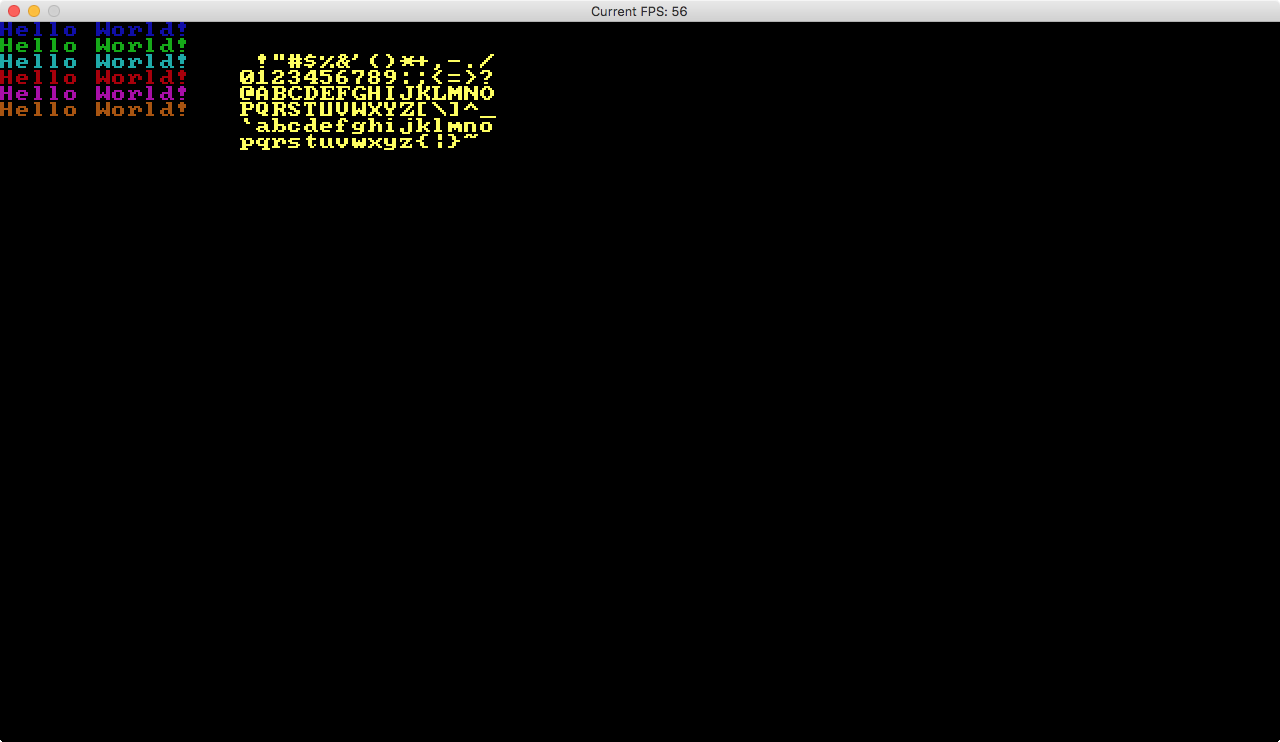 Current FPS: 56
Hello World!
Hello World!
Hello World!
Hello World!
Hello World!
Hello World!
!"#$%&'()*+,-./
0123456789:;<=>?
@ABCDEFGHIJKLMNO
PQRSTUVWXYZ[\]^_
`abcdefghijklmno
pqrstuvwxyz{¦}~